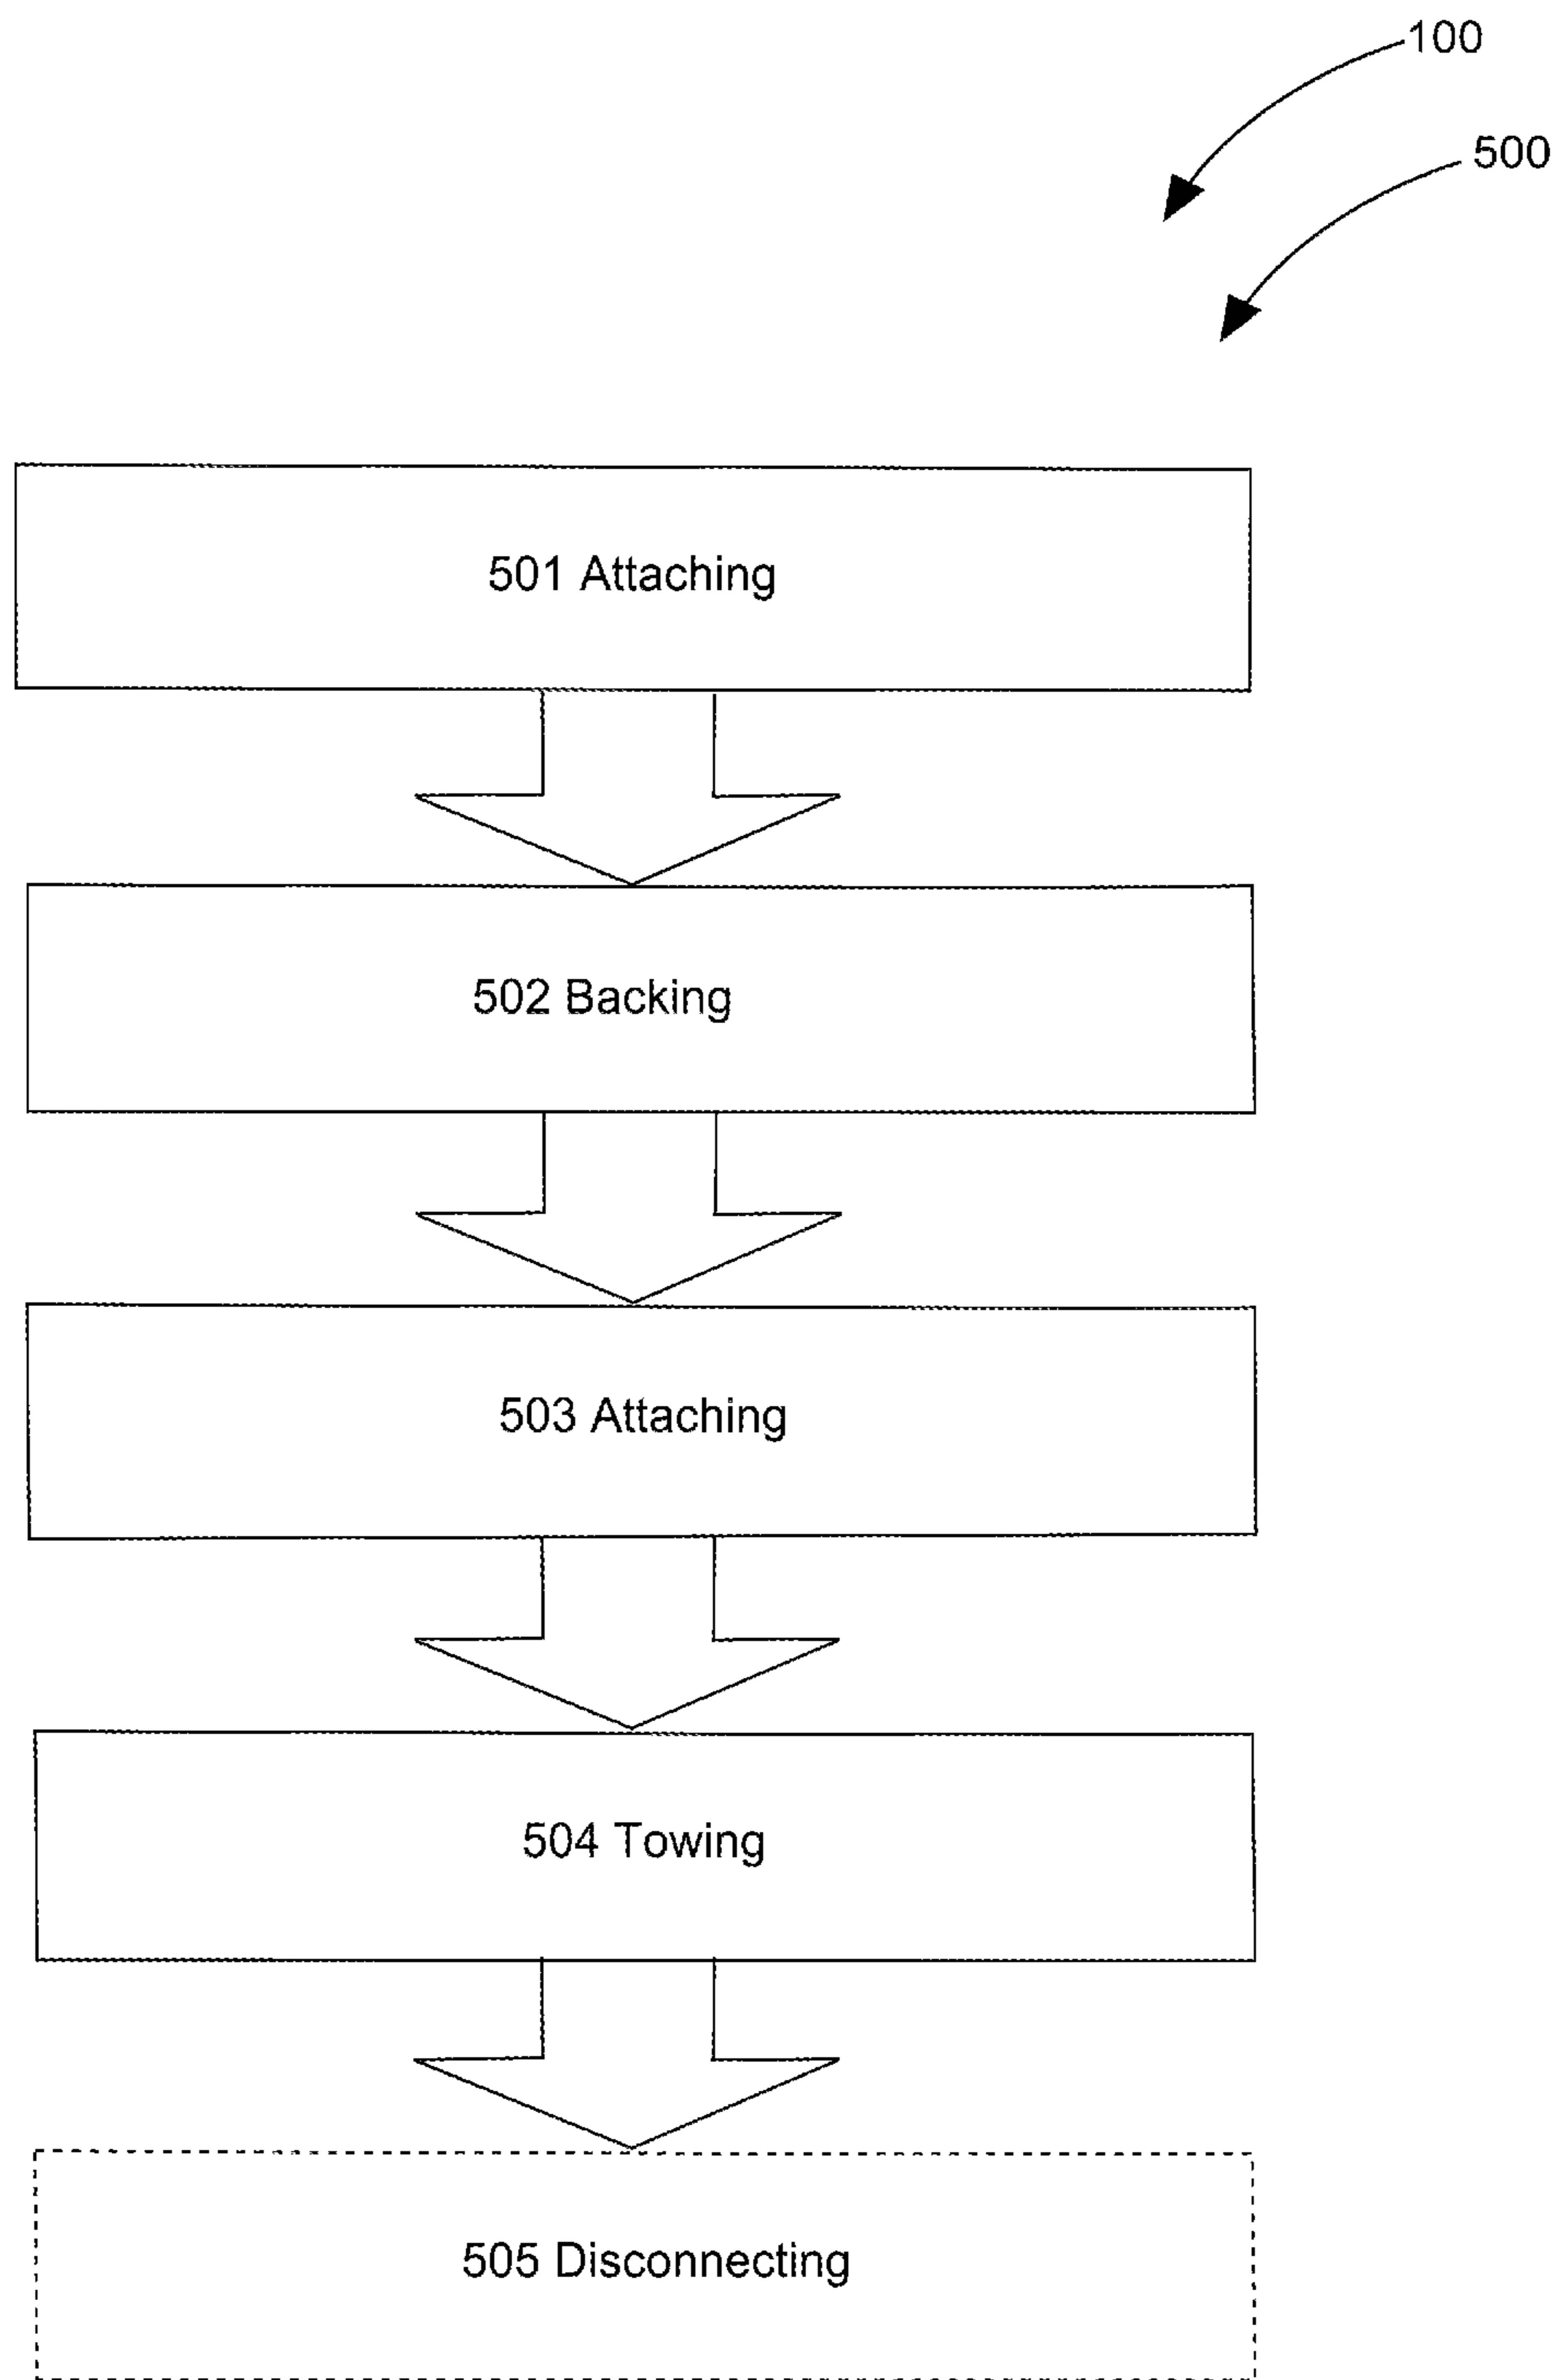 100
500
501 Attaching
502 Backing
503 Attaching
504 Towing
505 Disconnecting